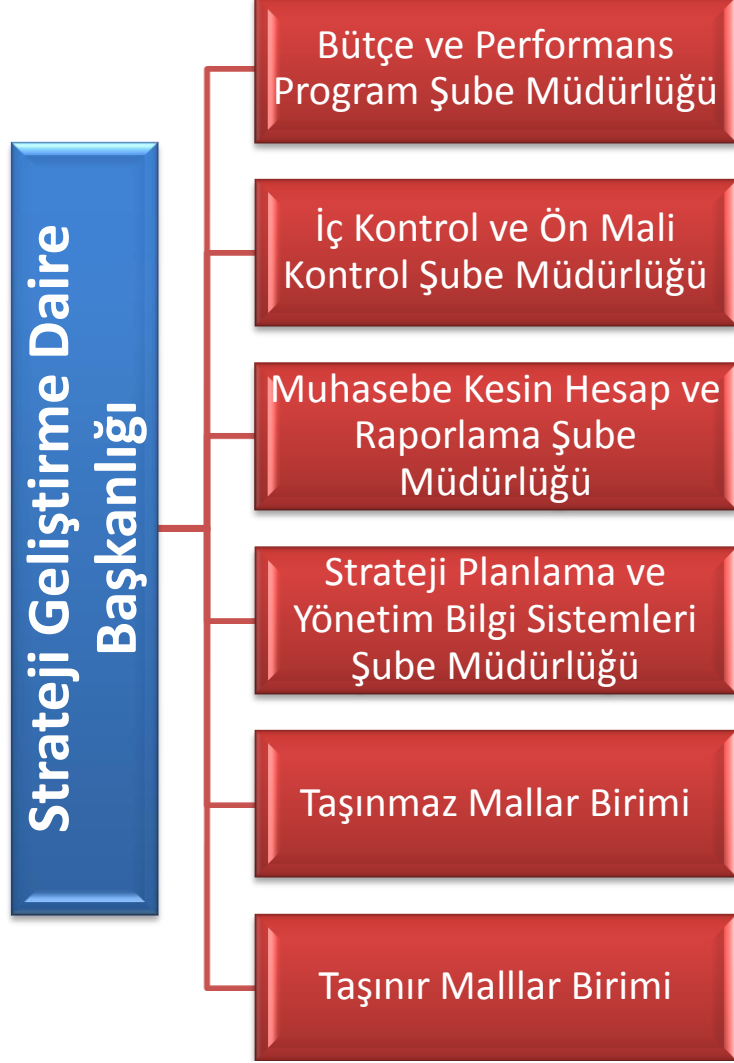 Strateji Geliştirme Daire
Başkanlığı
Bütçe ve Performans
Program Şube Müdürlüğü
İç Kontrol ve Ön Mali
Kontrol Şube Müdürlüğü
Muhasebe Kesin Hesap ve
Raporlama Şube
Müdürlüğü
Strateji Planlama ve
Yönetim Bilgi Sistemleri
Şube Müdürlüğü
Taşınmaz Mallar Birimi
Taşınır Malllar Birimi